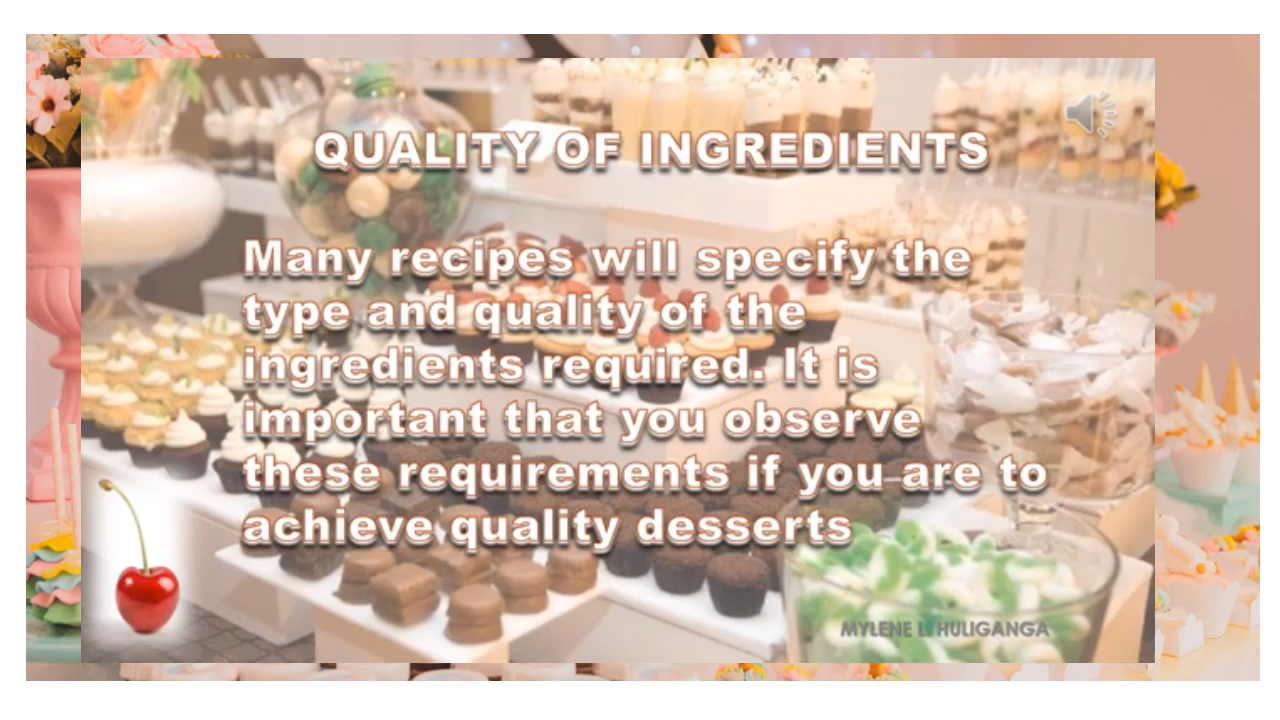 QUALITY OF INGREDIENTS
Many recipes will specify the
type and quality of the
ingredients required. It is
important that you observe
these requirements if you are to
achieve quality desserts
MYLENE L. HULIGANGA